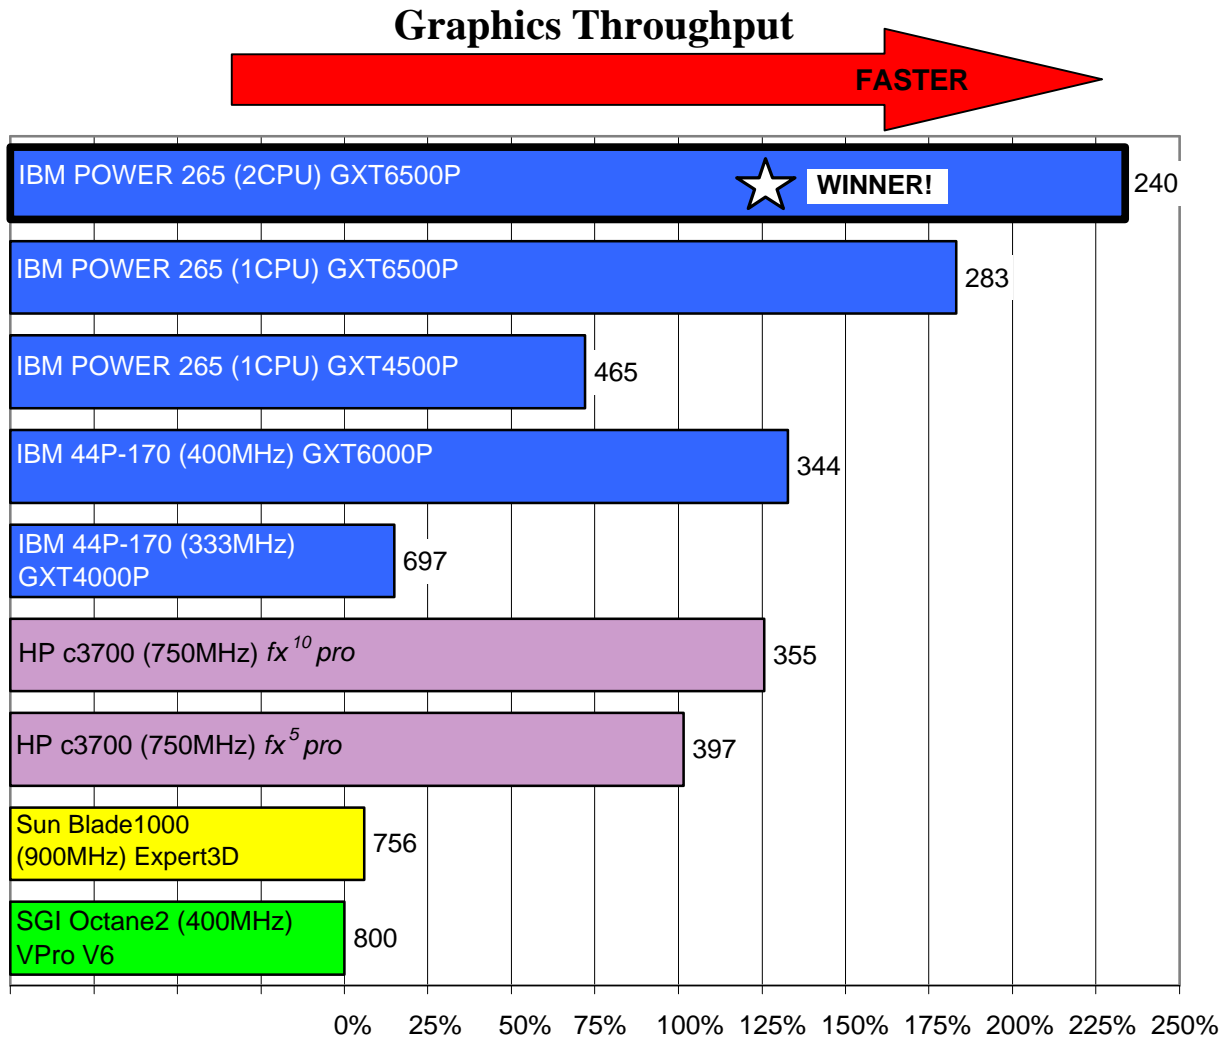 Graphics Throughput
FASTER
IBM POWER 265 (2CPU) GXT6500P
WINNER!
240
IBM POWER 265 (1CPU) GXT6500P
283
IBM POWER 265 (1CPU) GXT4500P
465
IBM 44P-170 (400MHz) GXT6000P
344
IBM 44P-170 (333MHz)
GXT4000P
697
HP c3700 (750MHz) fx¹⁰ pro
355
HP c3700 (750MHz) fx⁵ pro
397
Sun Blade1000
(900MHz) Expert3D
756
SGI Octane2 (400MHz)
VPro V6
800
0% 25% 50% 75% 100% 125% 150% 175% 200% 225% 250%